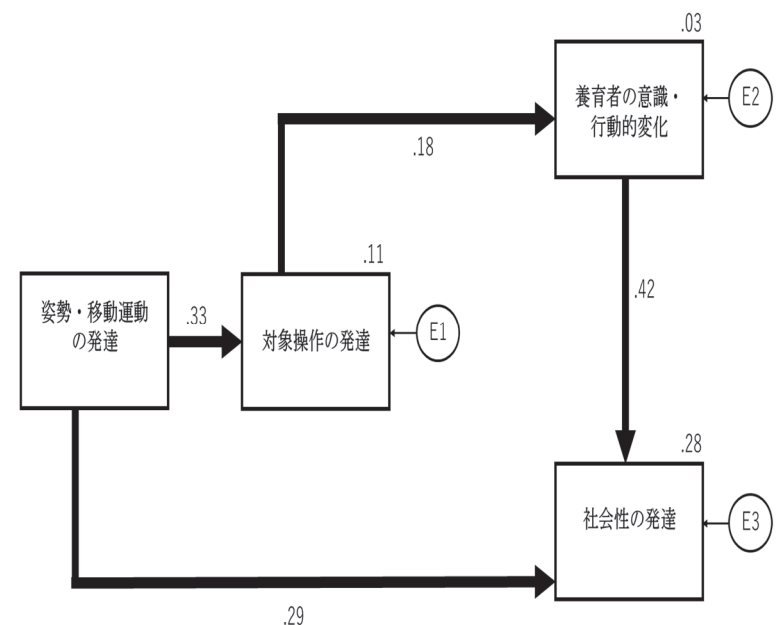 .03
養育者の意識・
行動的変化
E2
.18
.11
姿勢・移動運動
の発達
.33
対象操作の発達
E1
.42
.28
社会性の発達
E3
.29